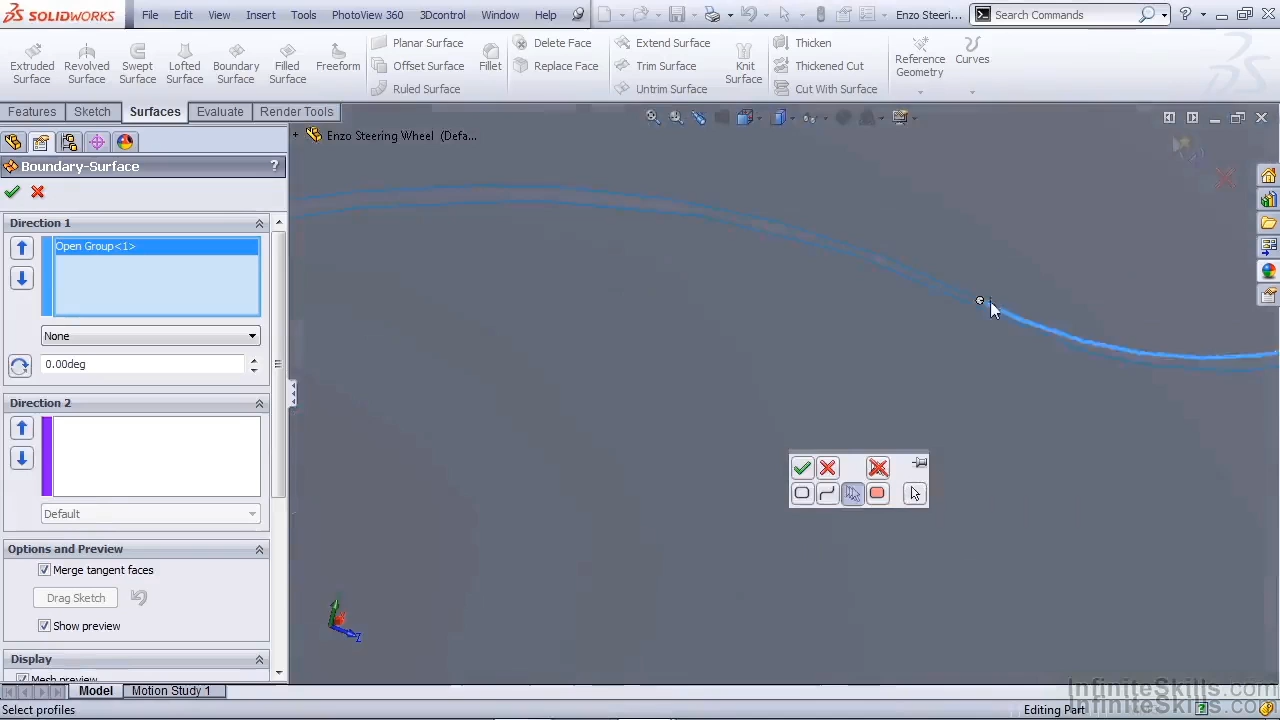 SOLIDWORKS File Edit View Insert Tools PhotoView 360 3Dcontrol Window Help Enzo Steeri... Search Commands ?
Extruded Surface Revolved Surface Swept Surface Lofted Surface Boundary Surface Filled Surface Freeform Planar Surface Offset Surface Ruled Surface Fillet Delete Face Replace Face Extend Surface Trim Surface Untrim Surface Knit Surface Thicken Thickened Cut Cut With Surface Reference Geometry Curves
Features Sketch Surfaces Evaluate Render Tools
Enzo Steering Wheel (Defa...
Boundary-Surface ?
Direction 1
Open Group<1>
None
0.00deg
Direction 2
Default
Options and Preview
Merge tangent faces
Drag Sketch
Show preview
Display
Mesh preview
Z
Model Motion Study 1
InfiniteSkills.com
Select profiles Editing Part ?